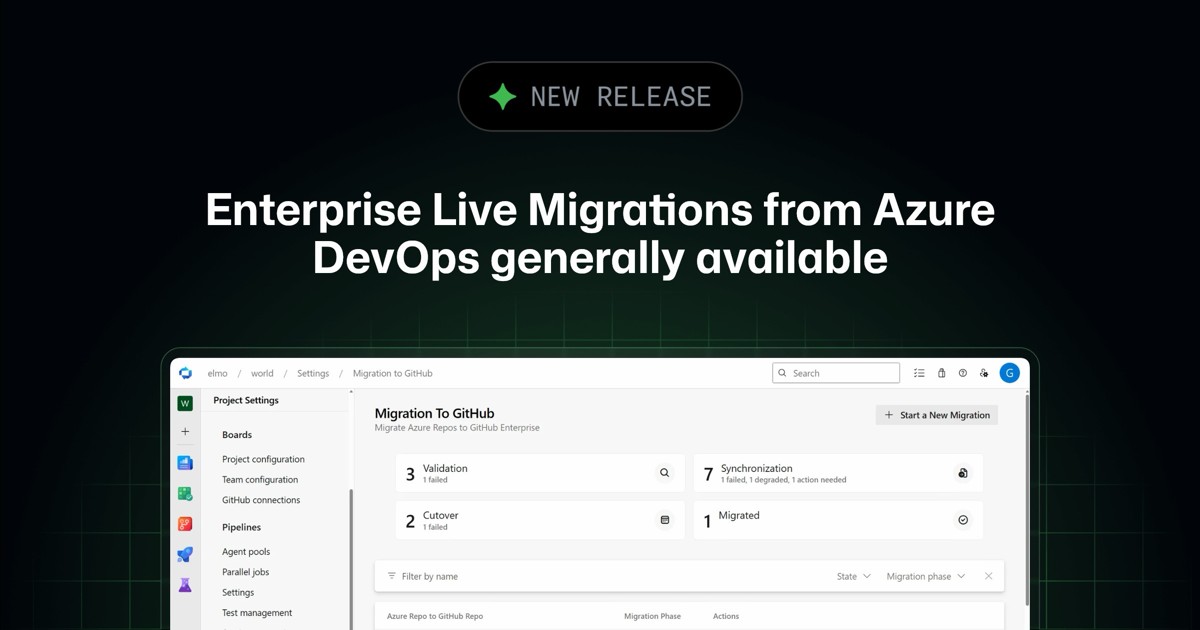 NEW RELEASE
Enterprise Live Migrations from Azure
DevOps generally available
elmo / world / Settings / Migration to GitHub
Search
G
W
Project Settings
Boards
Project configuration
Team configuration
GitHub connections
Pipelines
Agent pools
Parallel jobs
Settings
Test management
Migration To GitHub
Migrate Azure Repos to GitHub Enterprise
+ Start a New Migration
3 Validation
1 failed
7 Synchronization
1 failed, 1 degraded, 1 action needed
2 Cutover
1 failed
1 Migrated
Filter by name
State
Migration phase
Azure Repo to GitHub Repo
Migration Phase
Actions